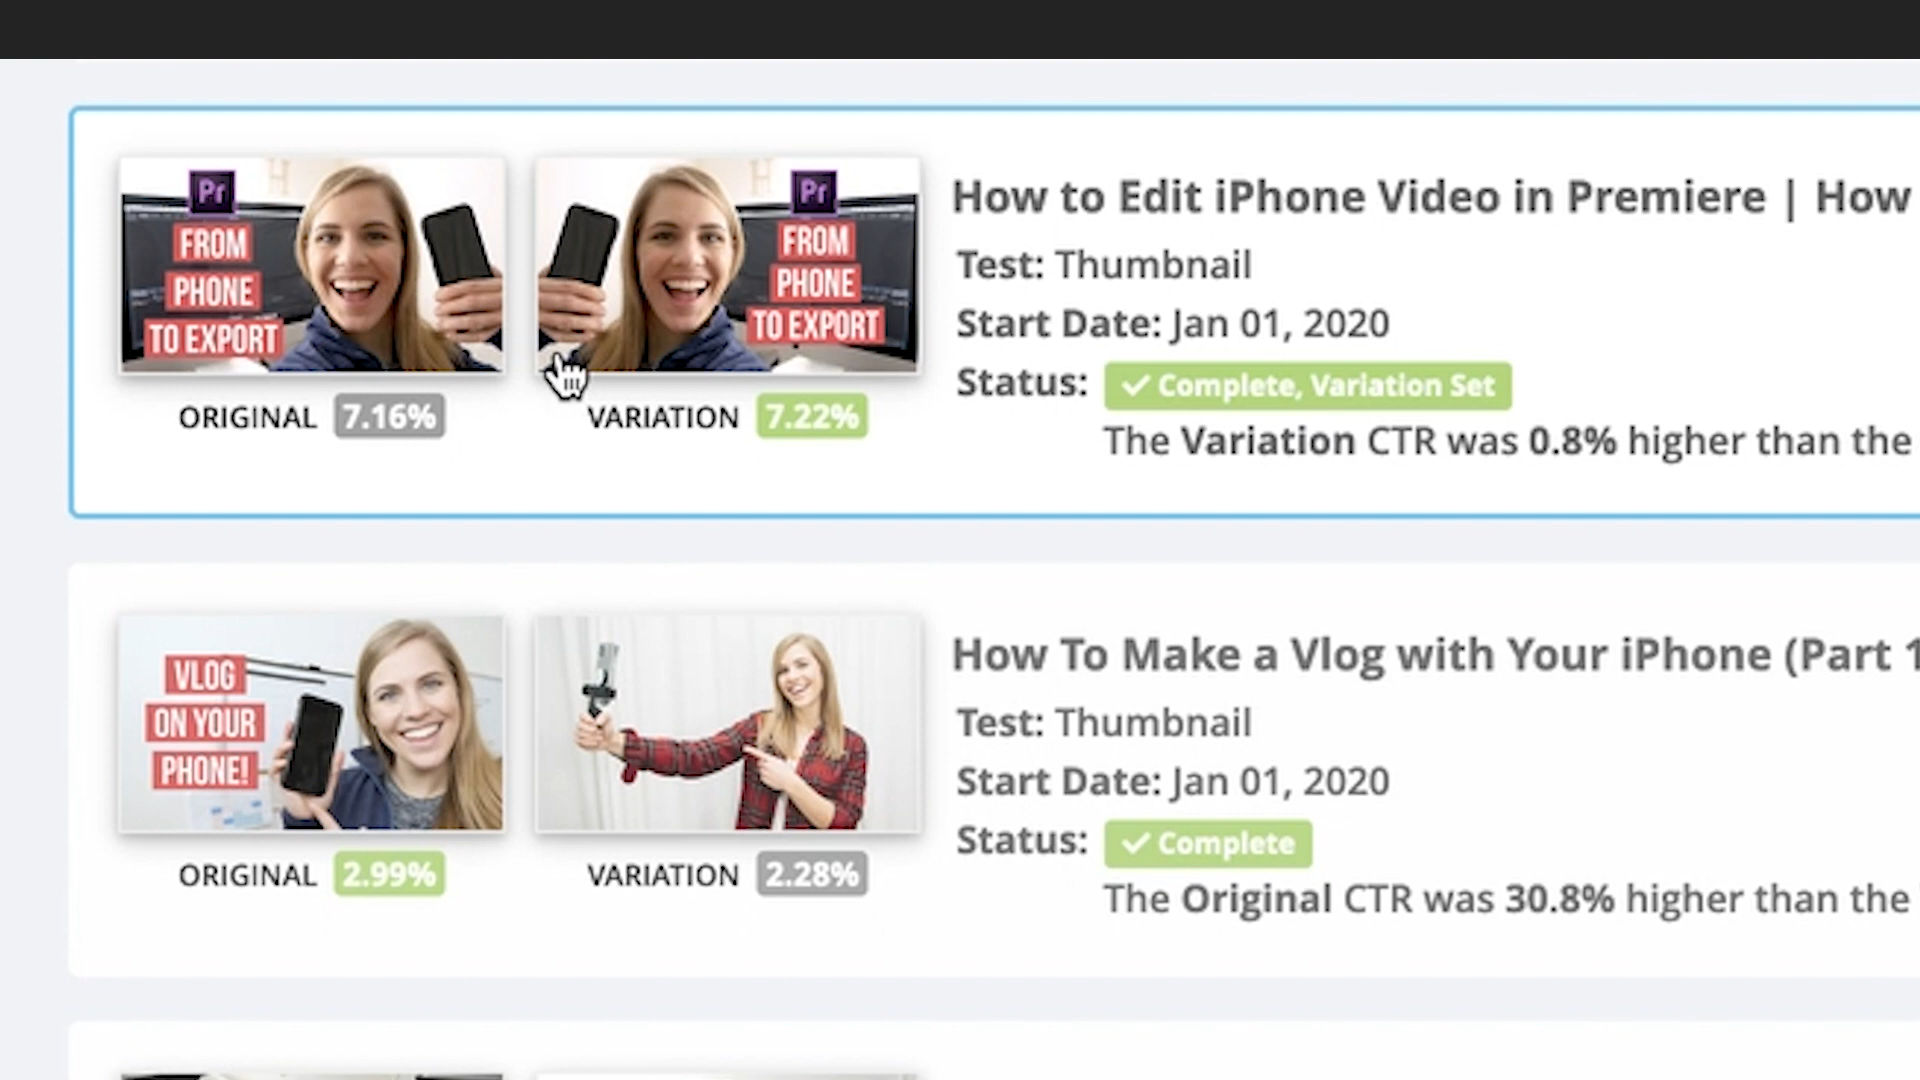 Pr
FROM
PHONE
TO EXPORT
ORIGINAL 7.16%
Pr
FROM
PHONE
TO EXPORT
VARIATION 7.22%
How to Edit iPhone Video in Premiere | How
Test: Thumbnail
Start Date: Jan 01, 2020
Status: Complete, Variation Set
The Variation CTR was 0.8% higher than the
VLOG
ON YOUR
PHONE!
ORIGINAL 2.99%
VARIATION 2.28%
How To Make a Vlog with Your iPhone (Part 1
Test: Thumbnail
Start Date: Jan 01, 2020
Status: Complete
The Original CTR was 30.8% higher than the